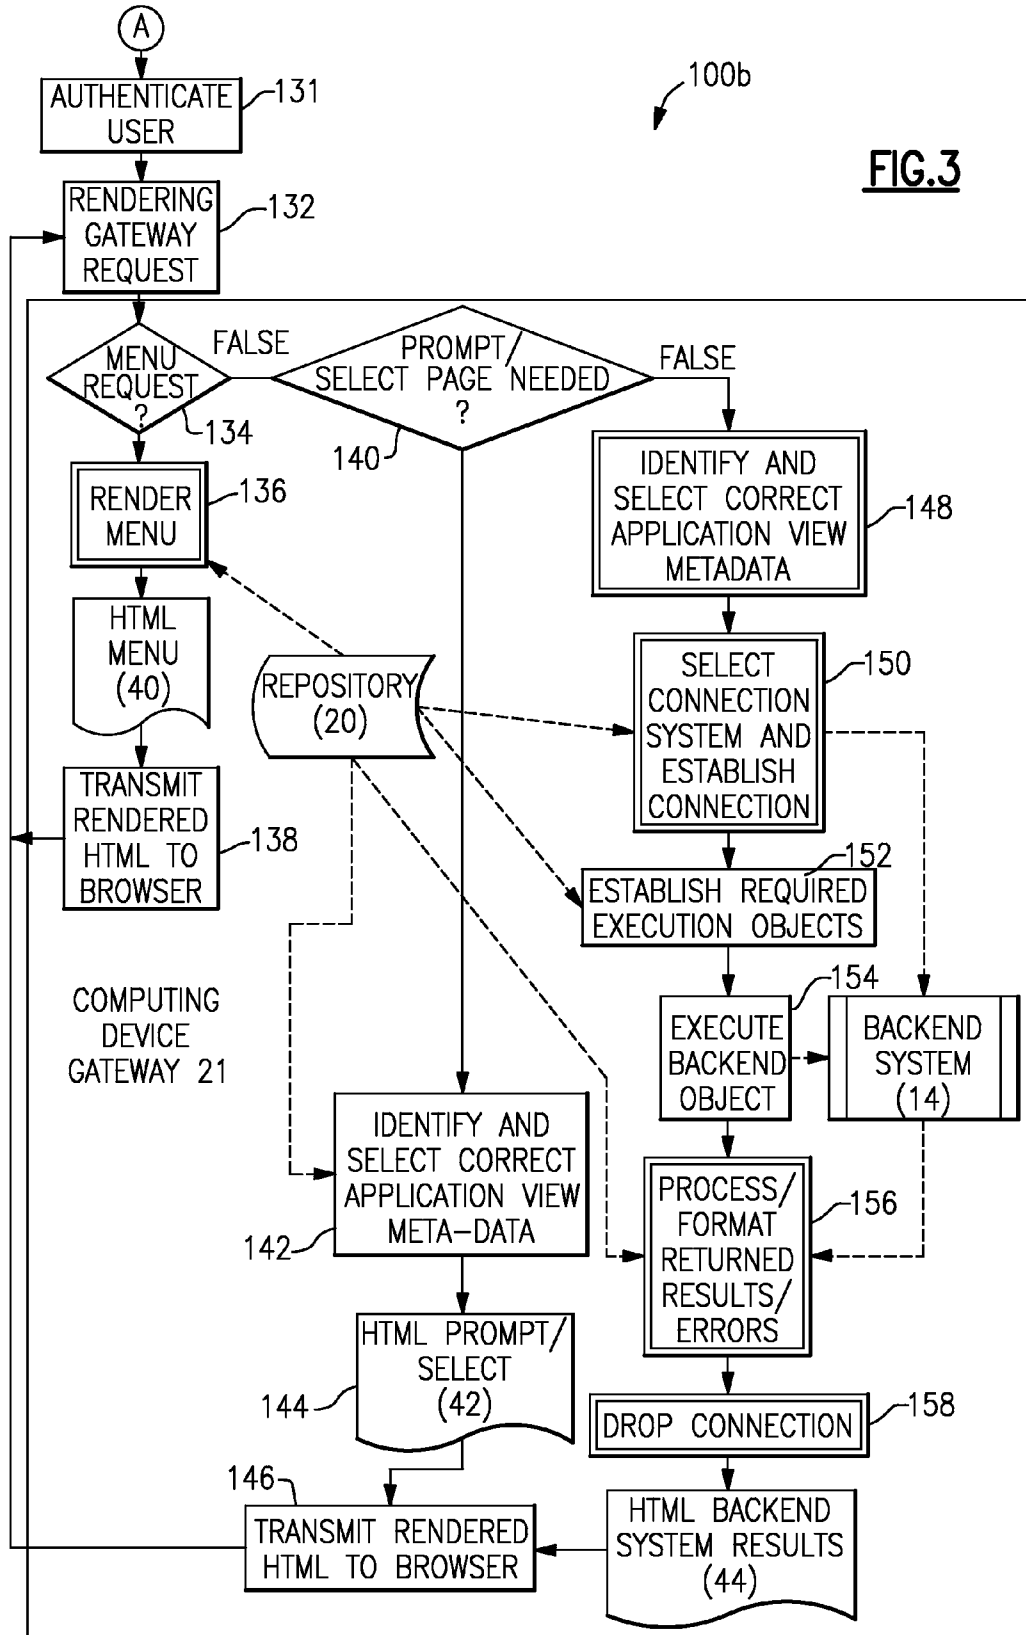 A
100b
FIG.3
AUTHENTICATE
USER
131
RENDERING
GATEWAY
REQUEST
132
MENU
REQUEST
?
134
FALSE
PROMPT/
SELECT PAGE NEEDED
?
140
FALSE
RENDER
MENU
136
IDENTIFY AND
SELECT CORRECT
APPLICATION VIEW
METADATA
148
HTML
MENU
(40)
REPOSITORY
(20)
SELECT
CONNECTION
SYSTEM AND
ESTABLISH
CONNECTION
150
TRANSMIT
RENDERED
HTML TO
BROWSER
138
ESTABLISH REQUIRED
EXECUTION OBJECTS
152
COMPUTING
DEVICE
GATEWAY 21
EXECUTE
BACKEND
OBJECT
154
BACKEND
SYSTEM
(14)
IDENTIFY AND
SELECT CORRECT
APPLICATION VIEW
META-DATA
142
PROCESS/
FORMAT
RETURNED
RESULTS/
ERRORS
156
HTML PROMPT/
SELECT
(42)
144
DROP CONNECTION
158
146
TRANSMIT RENDERED
HTML TO BROWSER
HTML BACKEND
SYSTEM RESULTS
(44)